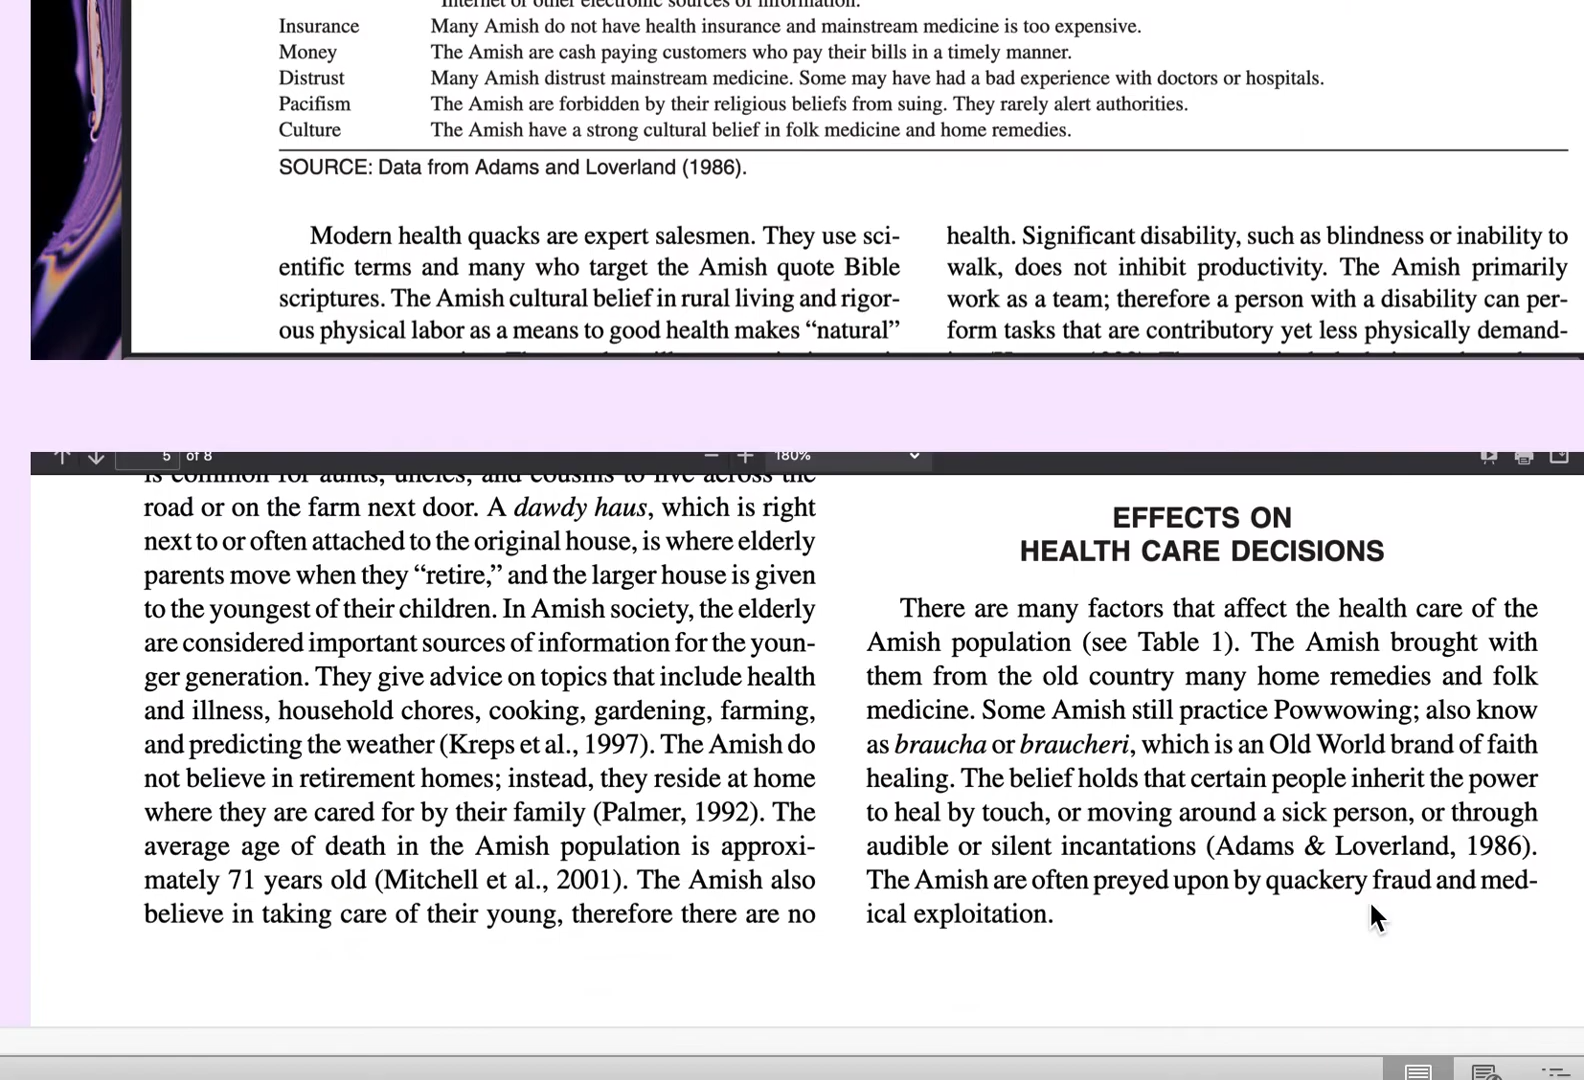 Internet or other electronic sources of information.
Insurance Many Amish do not have health insurance and mainstream medicine is too expensive.
Money The Amish are cash paying customers who pay their bills in a timely manner.
Distrust Many Amish distrust mainstream medicine. Some may have had a bad experience with doctors or hospitals.
Pacifism The Amish are forbidden by their religious beliefs from suing. They rarely alert authorities.
Culture The Amish have a strong cultural belief in folk medicine and home remedies.
SOURCE: Data from Adams and Loverland (1986).
Modern health quacks are expert salesmen. They use sci-
entific terms and many who target the Amish quote Bible
scriptures. The Amish cultural belief in rural living and rigor-
ous physical labor as a means to good health makes “natural”
health. Significant disability, such as blindness or inability to
walk, does not inhibit productivity. The Amish primarily
work as a team; therefore a person with a disability can per-
form tasks that are contributory yet less physically demand-
5 of 8
180%
is common for aunts, uncles, and cousins to live across the
road or on the farm next door. A dawdy haus, which is right
next to or often attached to the original house, is where elderly
parents move when they “retire,” and the larger house is given
to the youngest of their children. In Amish society, the elderly
are considered important sources of information for the youn-
ger generation. They give advice on topics that include health
and illness, household chores, cooking, gardening, farming,
and predicting the weather (Kreps et al., 1997). The Amish do
not believe in retirement homes; instead, they reside at home
where they are cared for by their family (Palmer, 1992). The
average age of death in the Amish population is approxi-
mately 71 years old (Mitchell et al., 2001). The Amish also
believe in taking care of their young, therefore there are no
EFFECTS ON
HEALTH CARE DECISIONS
There are many factors that affect the health care of the
Amish population (see Table 1). The Amish brought with
them from the old country many home remedies and folk
medicine. Some Amish still practice Powwowing; also know
as braucha or braucheri, which is an Old World brand of faith
healing. The belief holds that certain people inherit the power
to heal by touch, or moving around a sick person, or through
audible or silent incantations (Adams & Loverland, 1986).
The Amish are often preyed upon by quackery fraud and med-
ical exploitation.